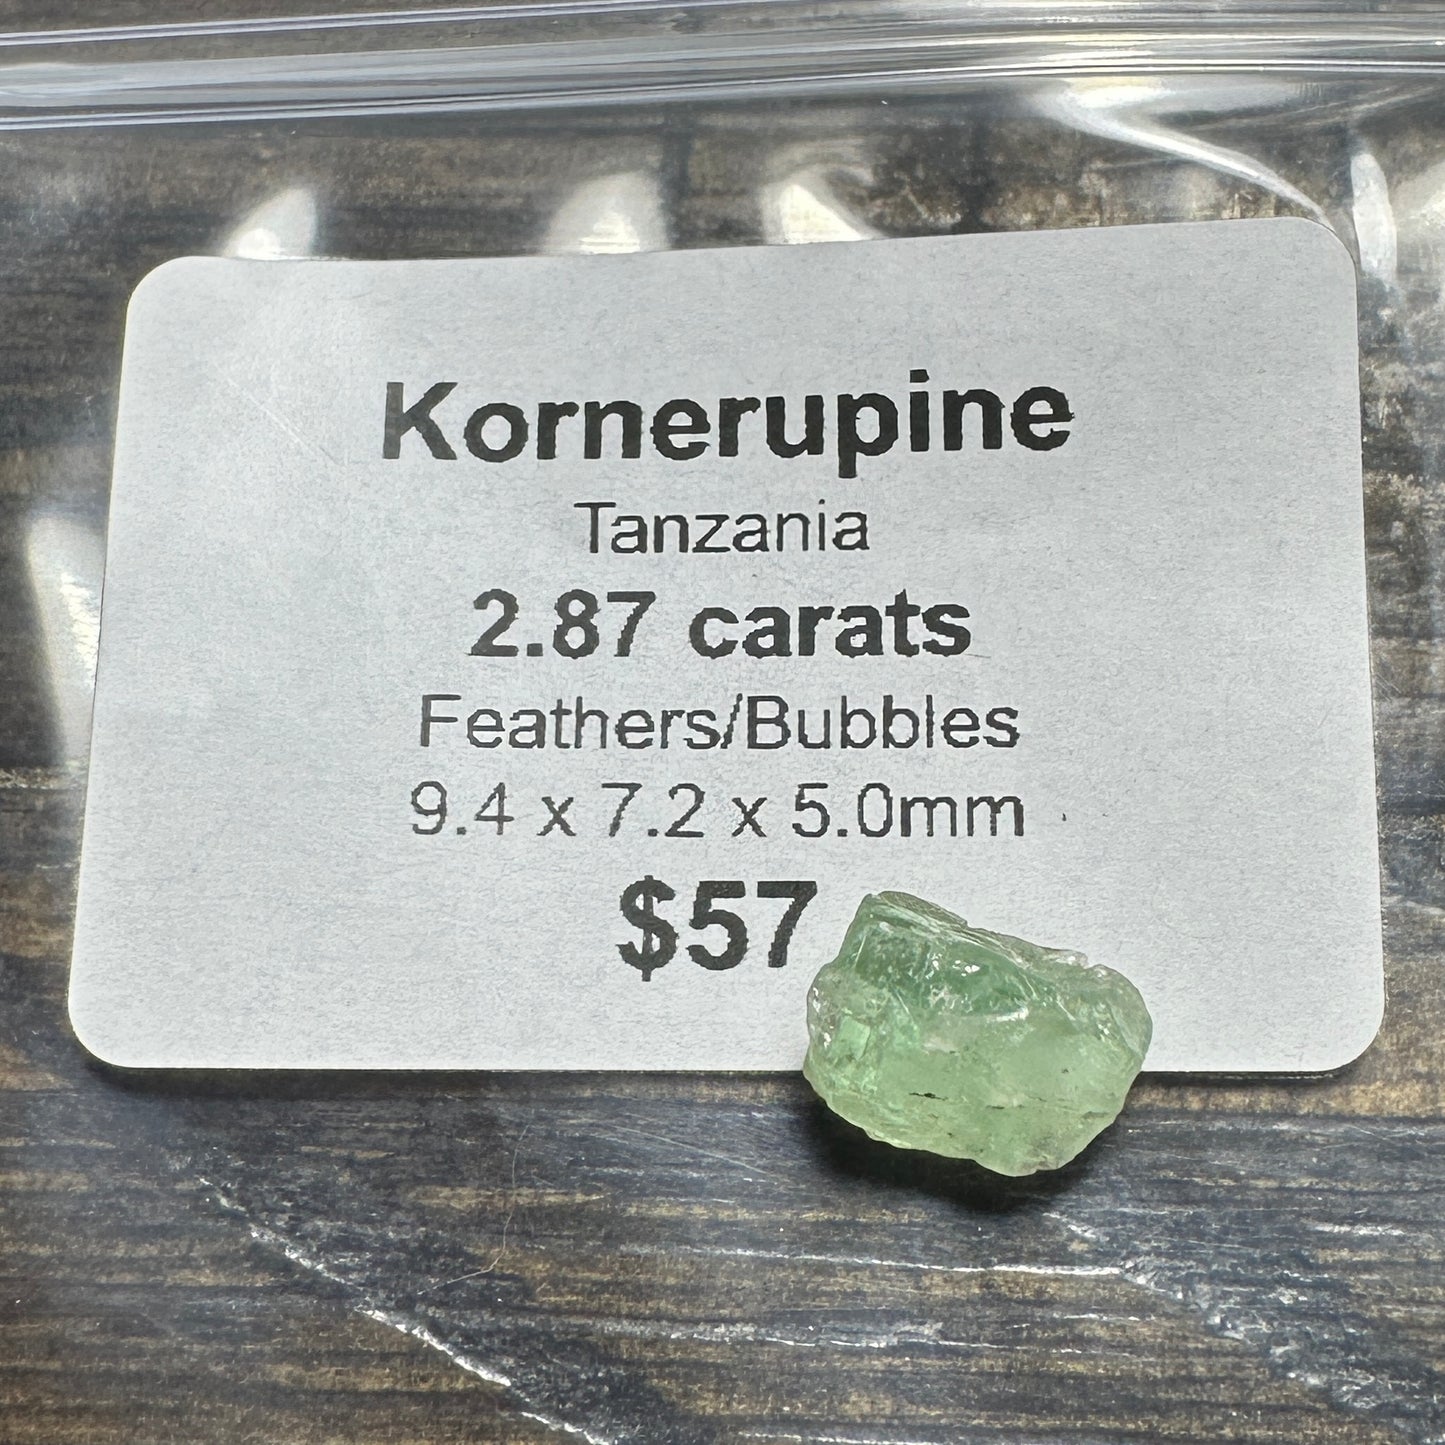 Kornerupine
Tanzania
2.87 carats
Feathers/Bubbles
9.4 x 7.2 x 5.0mm
$57